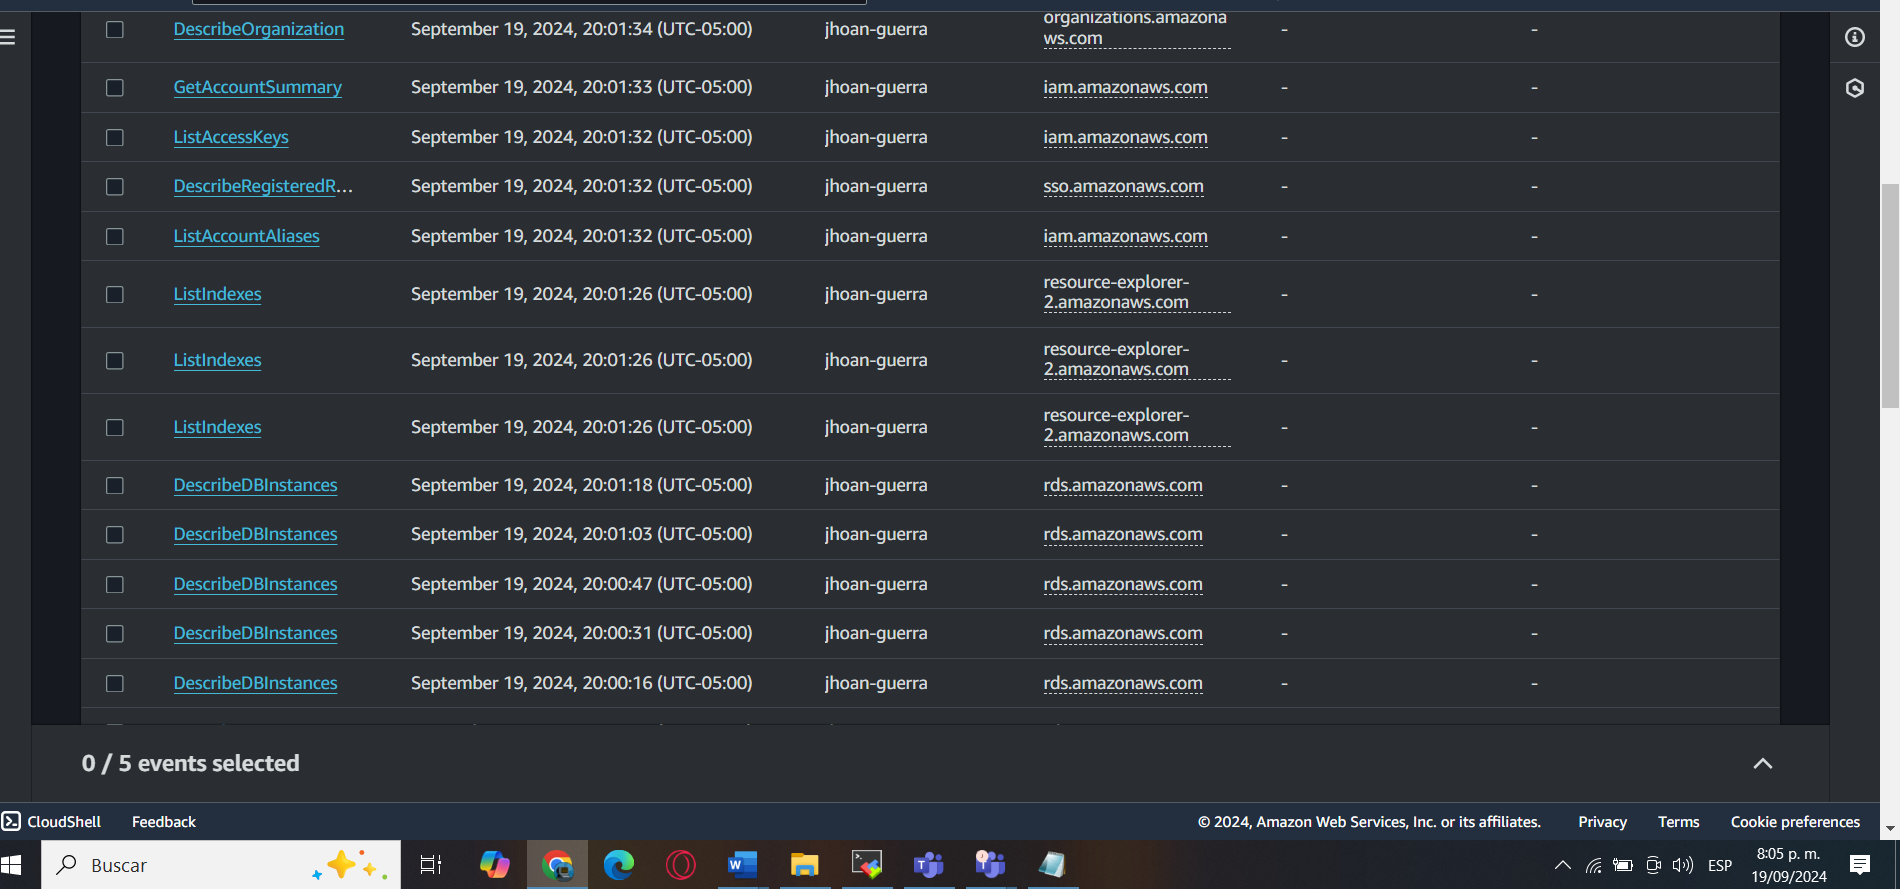 organizations.amazona
DescribeOrganization September 19, 2024, 20:01:34 (UTC-05:00) jhoan-guerra ws.com - -
GetAccountSummary September 19, 2024, 20:01:33 (UTC-05:00) jhoan-guerra iam.amazonaws.com - -
ListAccessKeys September 19, 2024, 20:01:32 (UTC-05:00) jhoan-guerra iam.amazonaws.com - -
DescribeRegisteredR... September 19, 2024, 20:01:32 (UTC-05:00) jhoan-guerra sso.amazonaws.com - -
ListAccountAliases September 19, 2024, 20:01:32 (UTC-05:00) jhoan-guerra iam.amazonaws.com - -
resource-explorer-
ListIndexes September 19, 2024, 20:01:26 (UTC-05:00) jhoan-guerra 2.amazonaws.com - -
resource-explorer-
ListIndexes September 19, 2024, 20:01:26 (UTC-05:00) jhoan-guerra 2.amazonaws.com - -
resource-explorer-
ListIndexes September 19, 2024, 20:01:26 (UTC-05:00) jhoan-guerra 2.amazonaws.com - -
DescribeDBInstances September 19, 2024, 20:01:18 (UTC-05:00) jhoan-guerra rds.amazonaws.com - -
DescribeDBInstances September 19, 2024, 20:01:03 (UTC-05:00) jhoan-guerra rds.amazonaws.com - -
DescribeDBInstances September 19, 2024, 20:00:47 (UTC-05:00) jhoan-guerra rds.amazonaws.com - -
DescribeDBInstances September 19, 2024, 20:00:31 (UTC-05:00) jhoan-guerra rds.amazonaws.com - -
DescribeDBInstances September 19, 2024, 20:00:16 (UTC-05:00) jhoan-guerra rds.amazonaws.com - -
0 / 5 events selected
CloudShell Feedback © 2024, Amazon Web Services, Inc. or its affiliates. Privacy Terms Cookie preferences
Buscar ESP 8:05 p. m.
19/09/2024